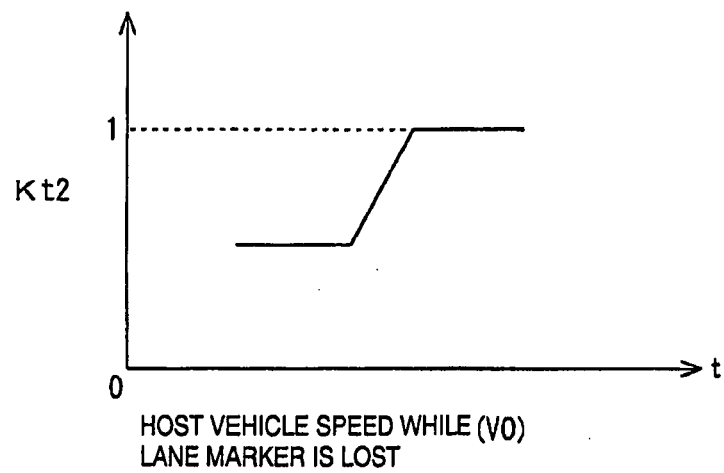 1
Kt2
t
0
HOST VEHICLE SPEED WHILE (V0)
LANE MARKER IS LOST